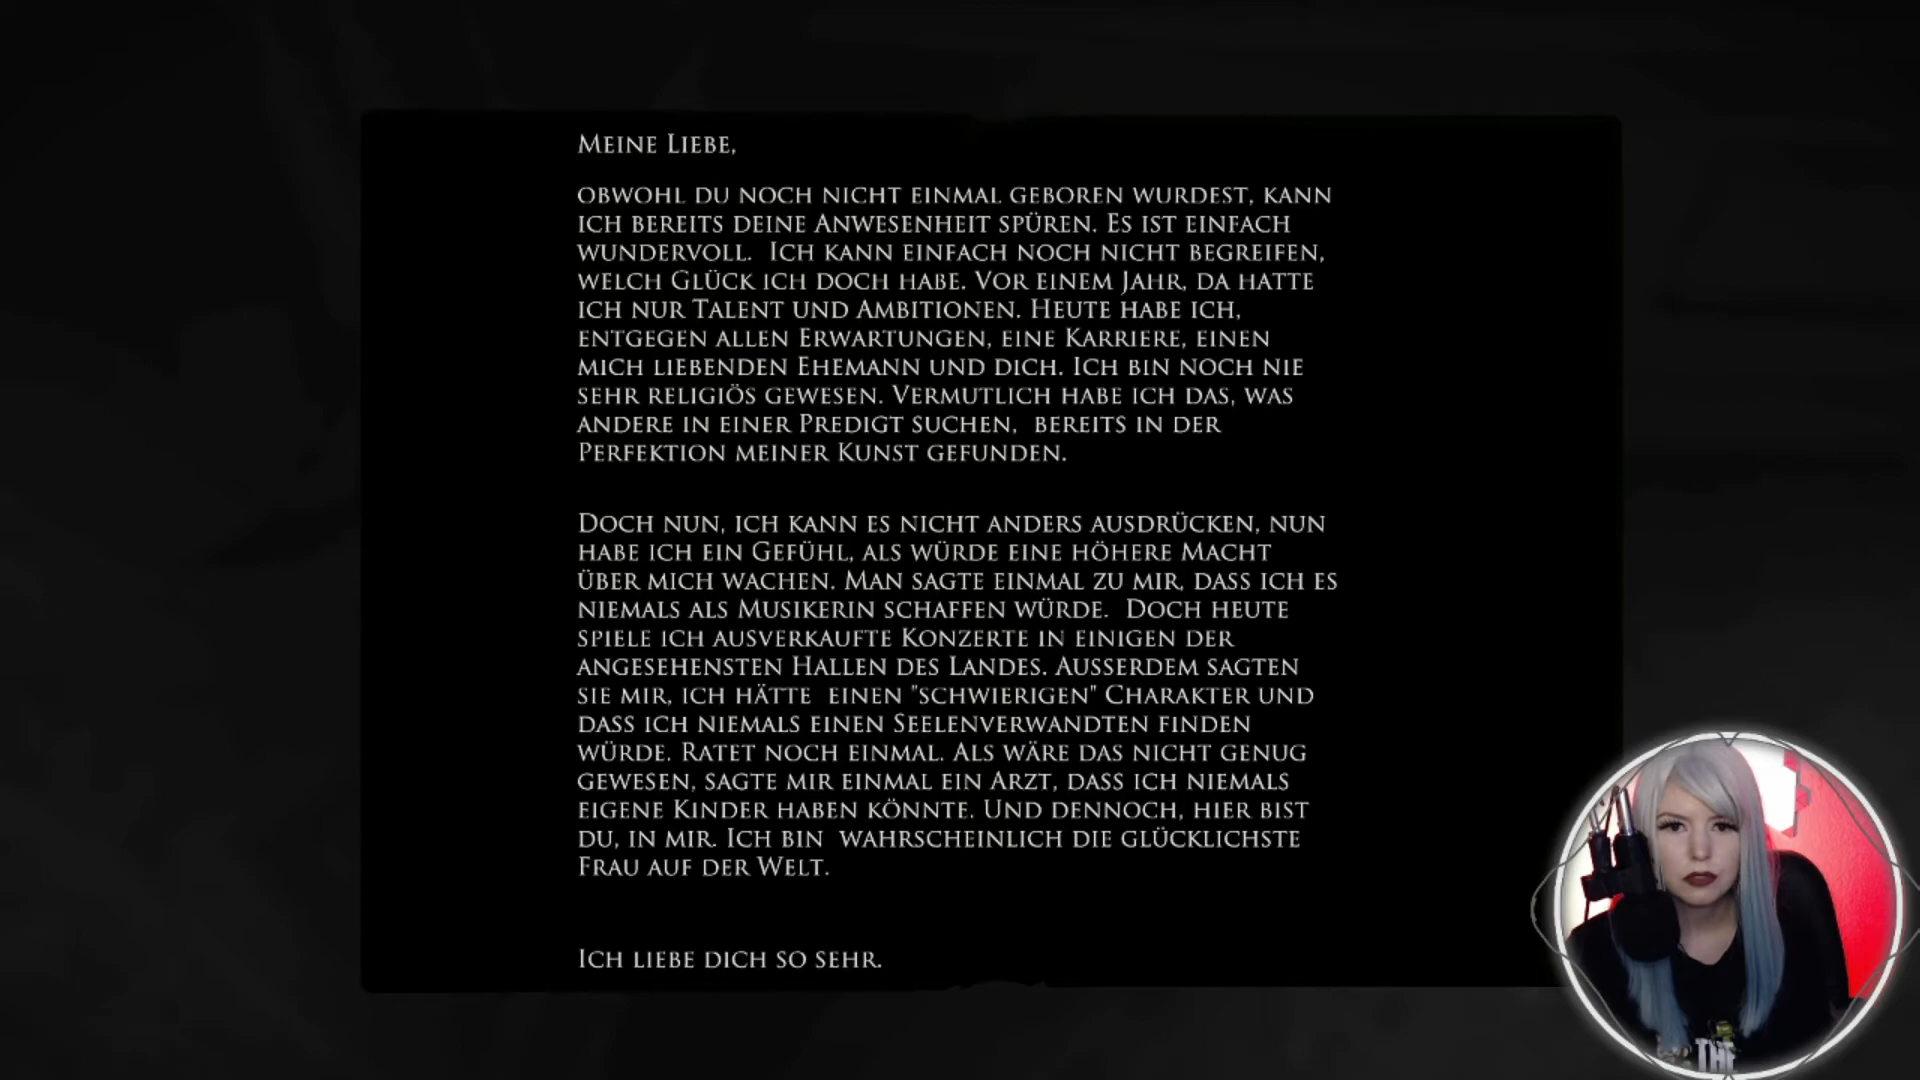 Meine Liebe,
obwohl du noch nicht einmal geboren wurdest, kann
ich bereits deine Anwesenheit spüren. Es ist einfach
wundervoll.  Ich kann einfach noch nicht begreifen,
welch Glück ich doch habe. Vor einem Jahr, da hatte
ich nur Talent und Ambitionen. Heute habe ich,
entgegen allen Erwartungen, eine Karriere, einen
mich liebenden Ehemann und dich. Ich bin noch nie
sehr religiös gewesen. Vermutlich habe ich das, was
andere in einer Predigt suchen,  bereits in der
Perfektion meiner Kunst gefunden.
Doch nun, ich kann es nicht anders ausdrücken, nun
habe ich ein Gefühl, als würde eine höhere Macht
über mich wachen. Man sagte einmal zu mir, dass ich es
niemals als Musikerin schaffen würde.  Doch heute
spiele ich ausverkaufte Konzerte in einigen der
angesehensten Hallen des Landes. Ausserdem sagten
sie mir, ich hätte  einen "schwierigen" Charakter und
dass ich niemals einen Seelenverwandten finden
würde. Ratet noch einmal. Als wäre das nicht genug
gewesen, sagte mir einmal ein Arzt, dass ich niemals
eigene Kinder haben könnte. Und dennoch, hier bist
du, in mir. Ich bin  wahrscheinlich die glücklichste
Frau auf der Welt.
Ich liebe dich so sehr.
THE